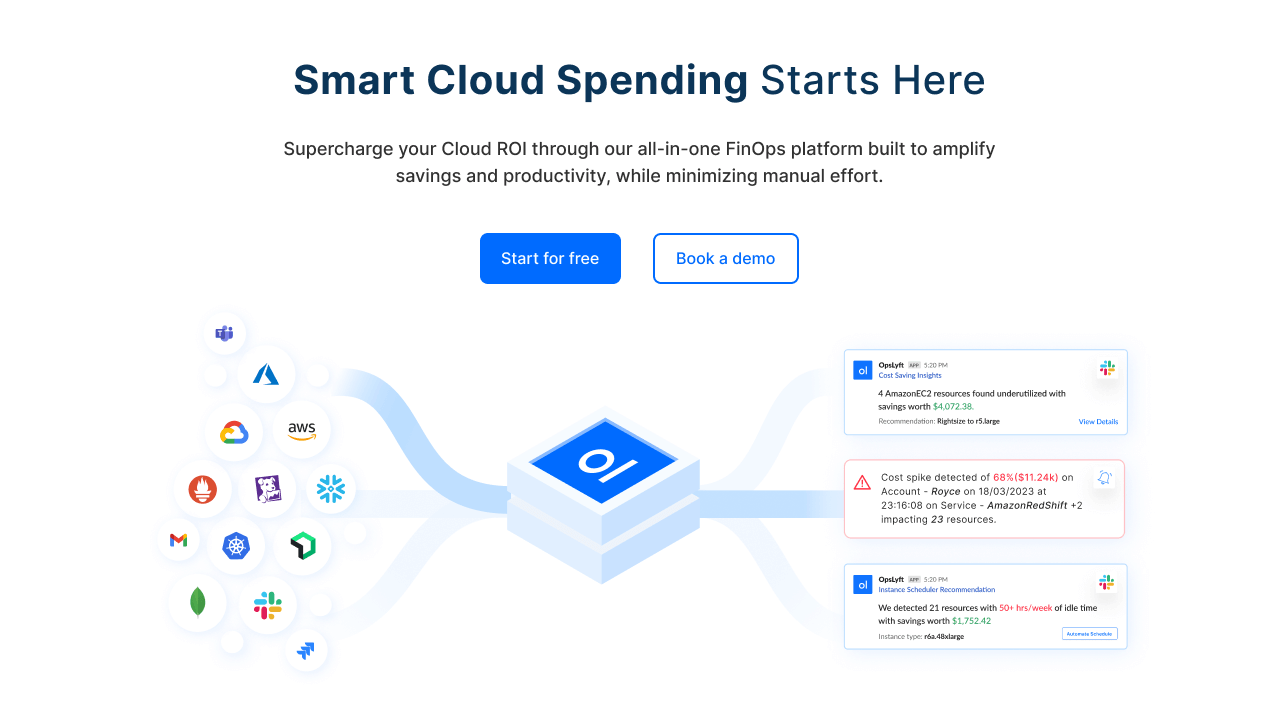 Smart Cloud Spending Starts Here
Supercharge your Cloud ROI through our all-in-one FinOps platform built to amplify
savings and productivity, while minimizing manual effort.
Start for free
Book a demo
T
aws
ol
ol
OpsLyft APP 5:20 PM
Cost Saving Insights
4 AmazonEC2 resources found underutilized with
savings worth $4,072.38.
Recommendation: Rightsize to r5.large
View Details
Cost spike detected of 68%($11.24k) on
Account - Royce on 18/03/2023 at
23:16:08 on Service - AmazonRedShift +2
impacting 23 resources.
ol
OpsLyft APP 5:20 PM
Instance Scheduler Recommendation
We detected 21 resources with 50+ hrs/week of idle time
with savings worth $1,752.42
Instance type: r6a.48xlarge
Automate Schedule